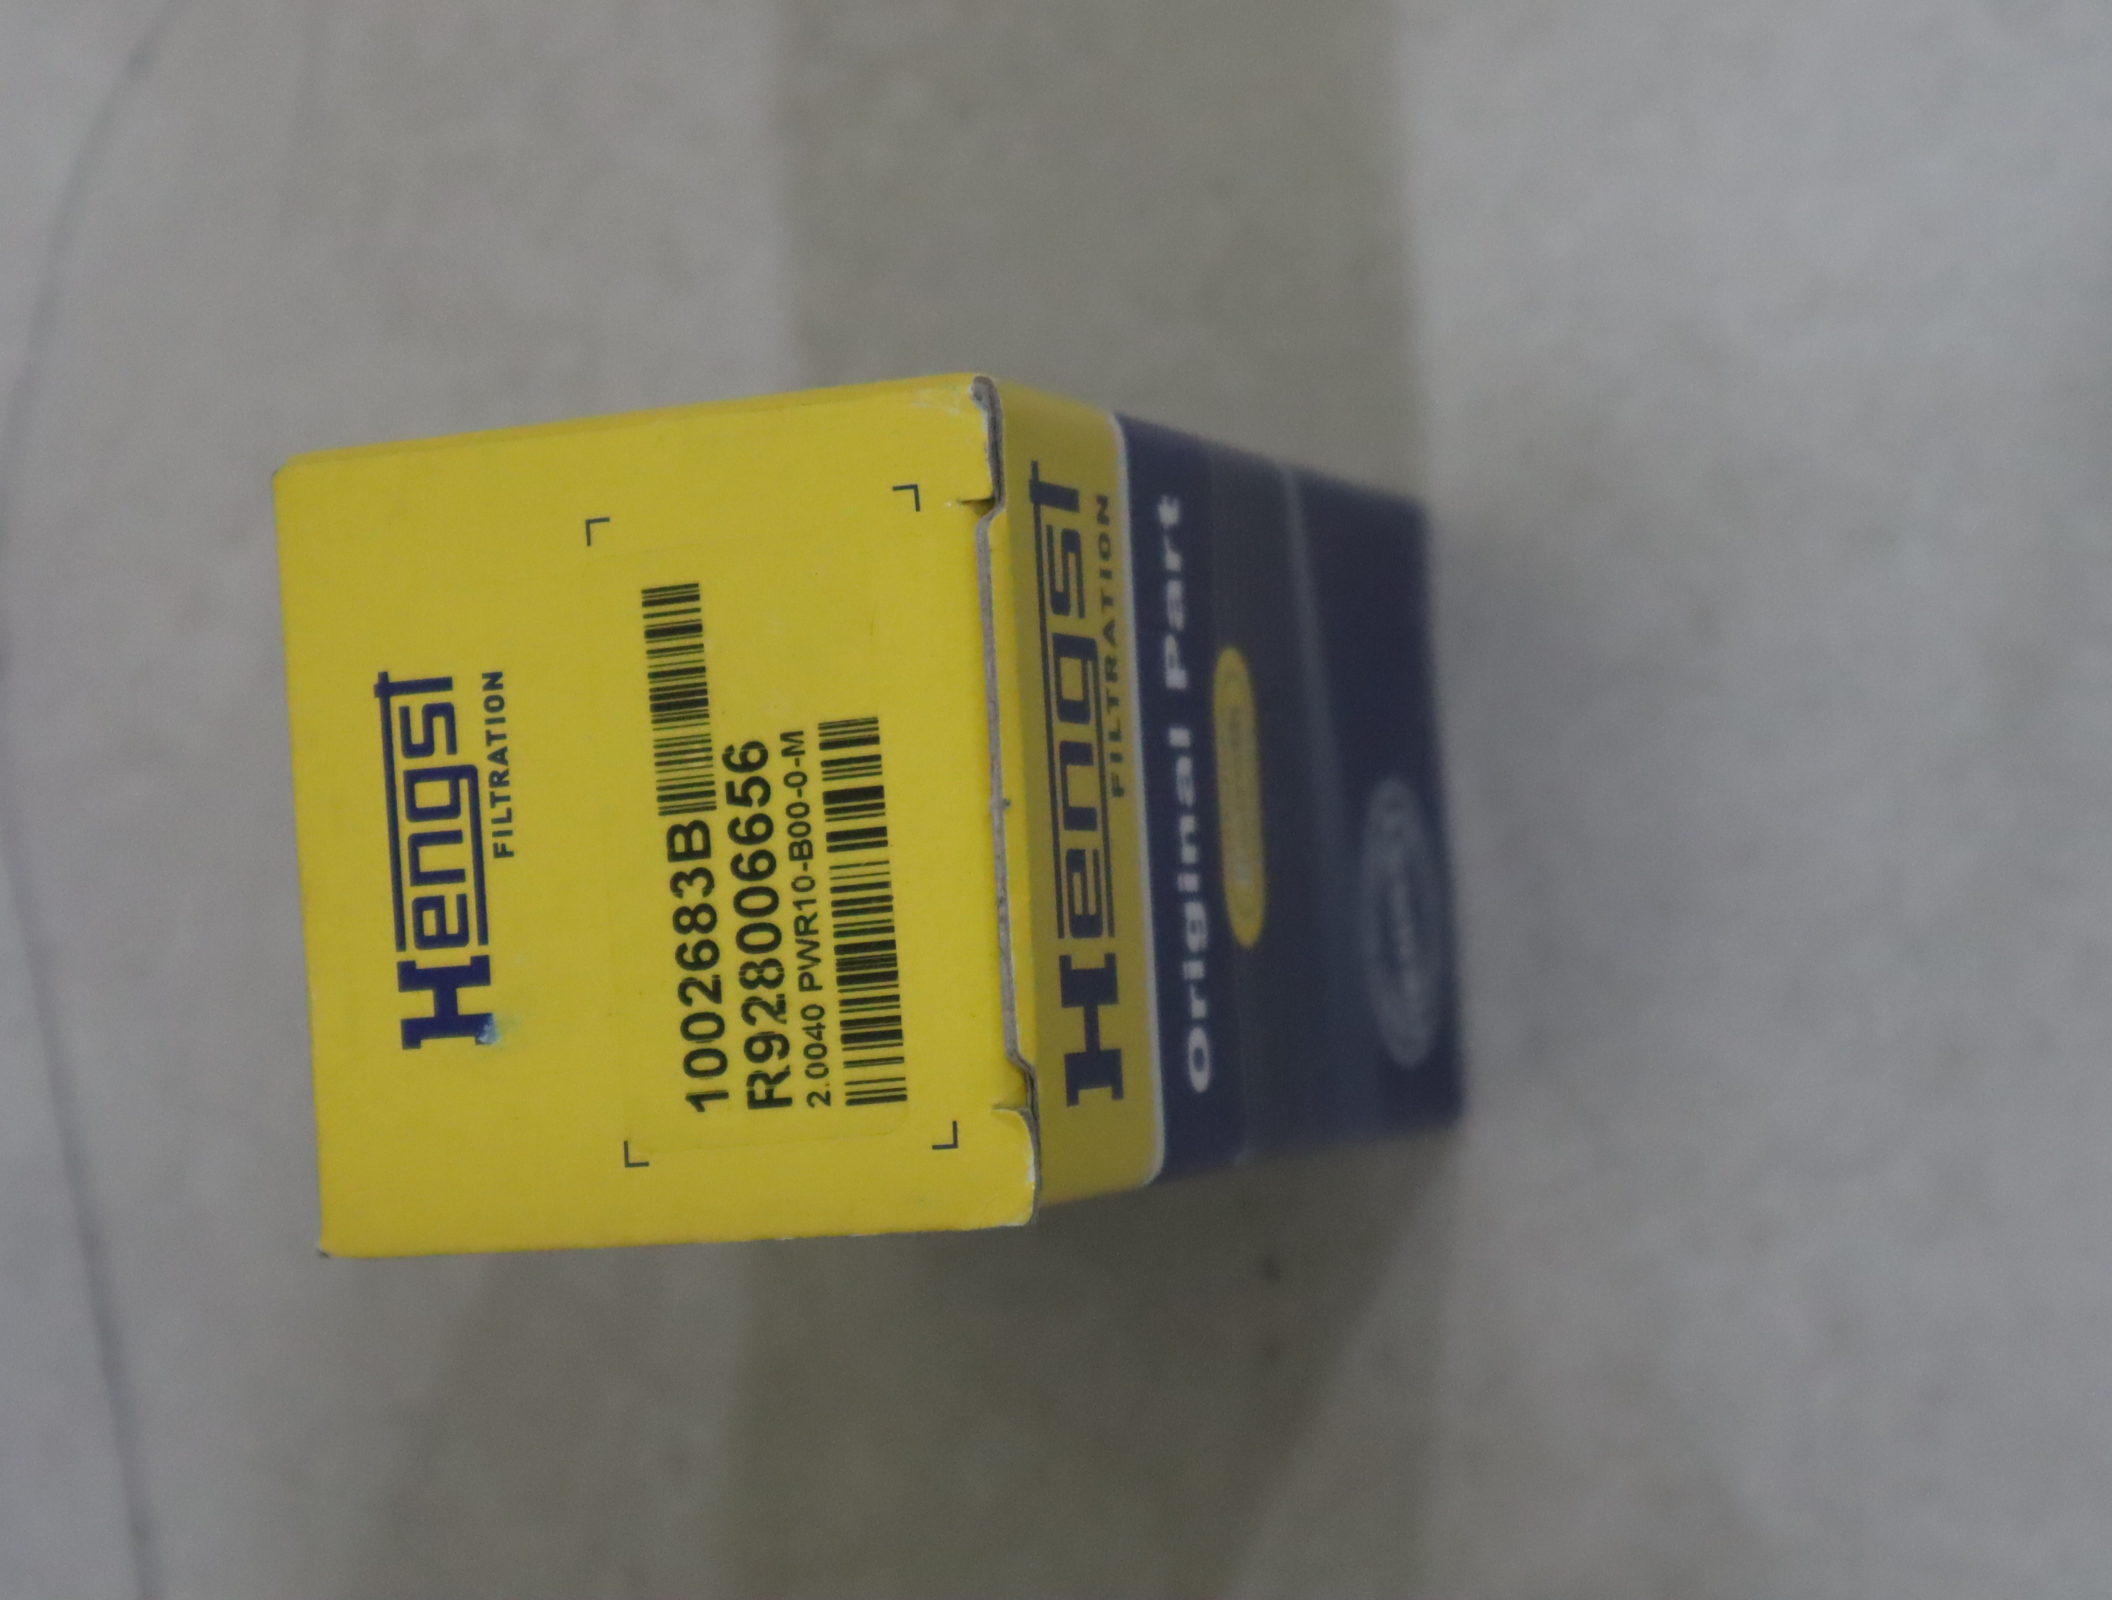 Hengst
FILTRATION
1002683B
R928006656
2.0040 PWR10-B00-0-M
Hengst
FILTRATION
Original Part